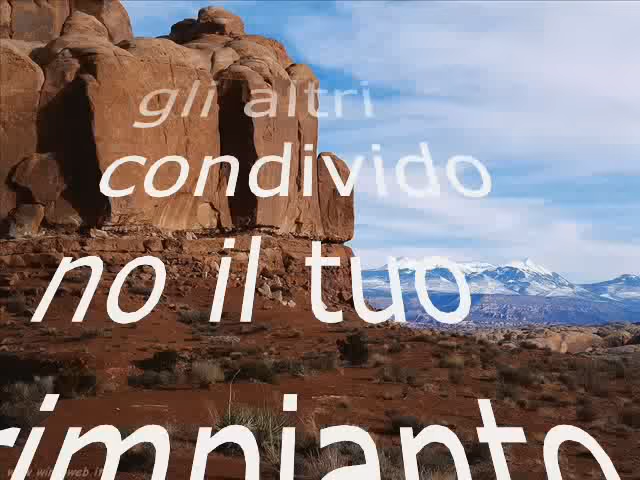 gli altri
condivido
no il tuo
rimpianto